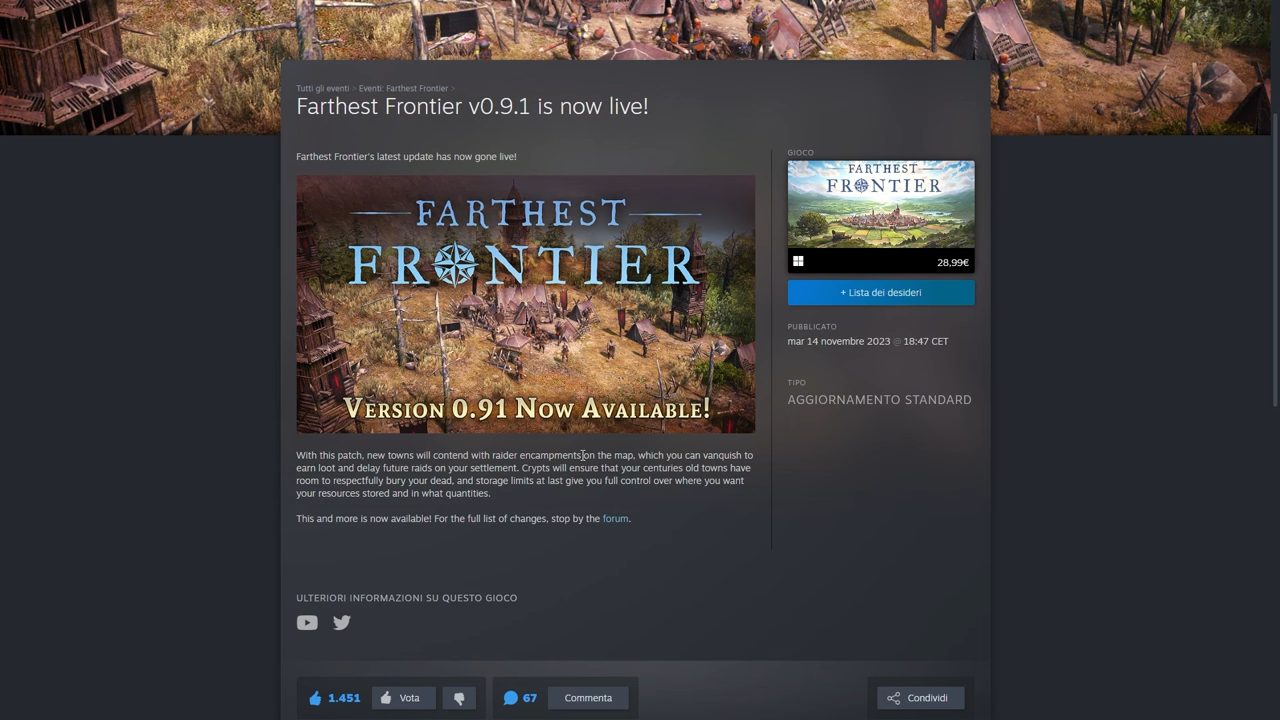 Tutti gli eventi > Eventi: Farthest Frontier >
Farthest Frontier v0.9.1 is now live!
Farthest Frontier's latest update has now gone live!
FARTHEST
FRONTIER
VERSION 0.91 NOW AVAILABLE!
With this patch, new towns will contend with raider encampments on the map, which you can vanquish to
earn loot and delay future raids on your settlement. Crypts will ensure that your centuries old towns have
room to respectfully bury your dead, and storage limits at last give you full control over where you want
your resources stored and in what quantities.
This and more is now available! For the full list of changes, stop by the forum.
GIOCO
FARTHEST
FRONTIER
28,99€
+ Lista dei desideri
PUBBLICATO
mar 14 novembre 2023 @ 18:47 CET
TIPO
AGGIORNAMENTO STANDARD
ULTERIORI INFORMAZIONI SU QUESTO GIOCO
1.451
Vota
67
Commenta
Condividi